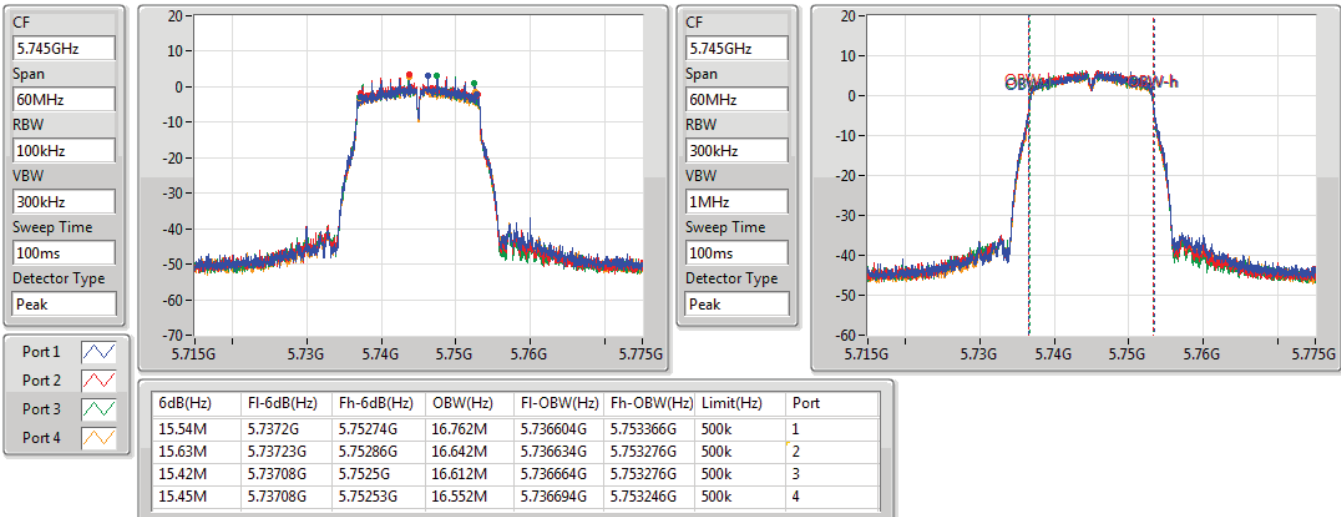 CF
5.745GHz
Span
60MHz
RBW
100kHz
VBW
300kHz
Sweep Time
100ms
Detector Type
Peak
20
10
0
-10
-20
-30
-40
-50
-60
-70
5.715G 5.73G 5.74G 5.75G 5.76G 5.775G
CF
5.745GHz
Span
60MHz
RBW
300kHz
VBW
1MHz
Sweep Time
100ms
Detector Type
Peak
20
10
0
-10
-20
-30
-40
-50
-60
OBW-h
5.715G 5.73G 5.74G 5.75G 5.76G 5.775G
Port 1
Port 2
Port 3
Port 4
6dB(Hz) Fl-6dB(Hz) Fh-6dB(Hz) OBW(Hz) Fl-OBW(Hz) Fh-OBW(Hz) Limit(Hz) Port
15.54M 5.7372G 5.75274G 16.762M 5.736604G 5.753366G 500k 1
15.63M 5.73723G 5.75286G 16.642M 5.736634G 5.753276G 500k 2
15.42M 5.73708G 5.7525G 16.612M 5.736664G 5.753276G 500k 3
15.45M 5.73708G 5.75253G 16.552M 5.736694G 5.753246G 500k 4